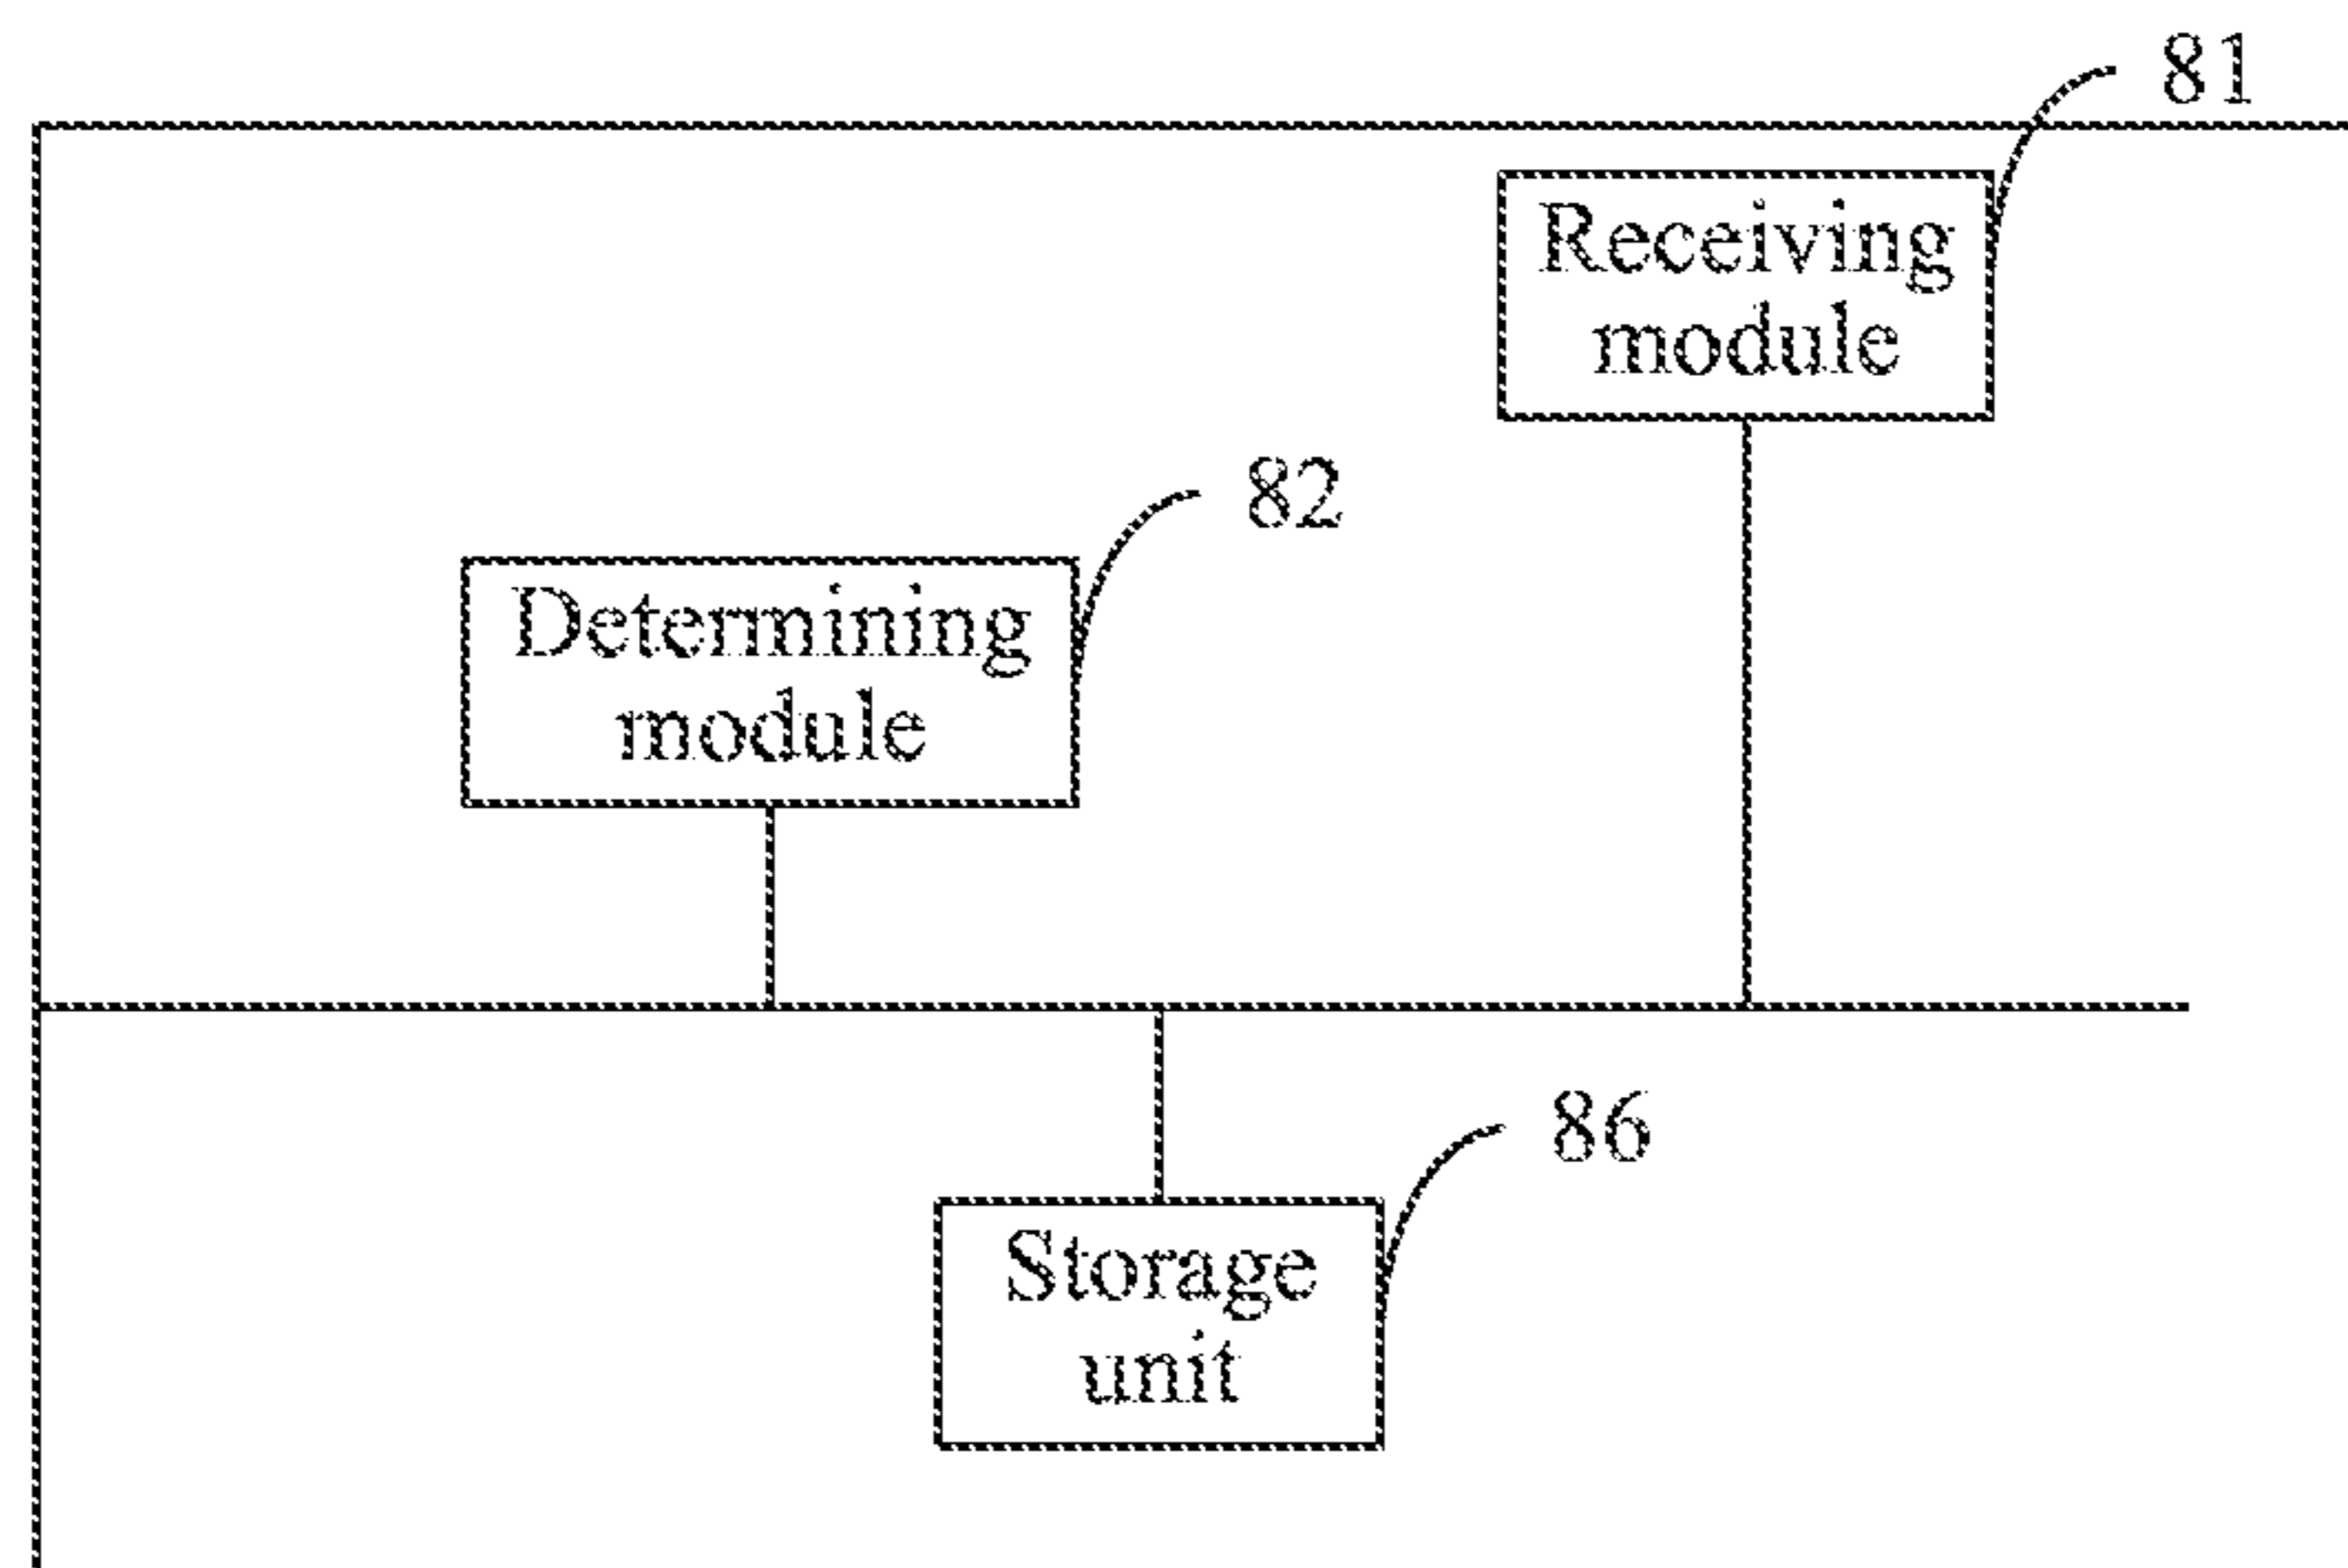 81
Receiving
module
82
Determining
module
86
Storage
unit